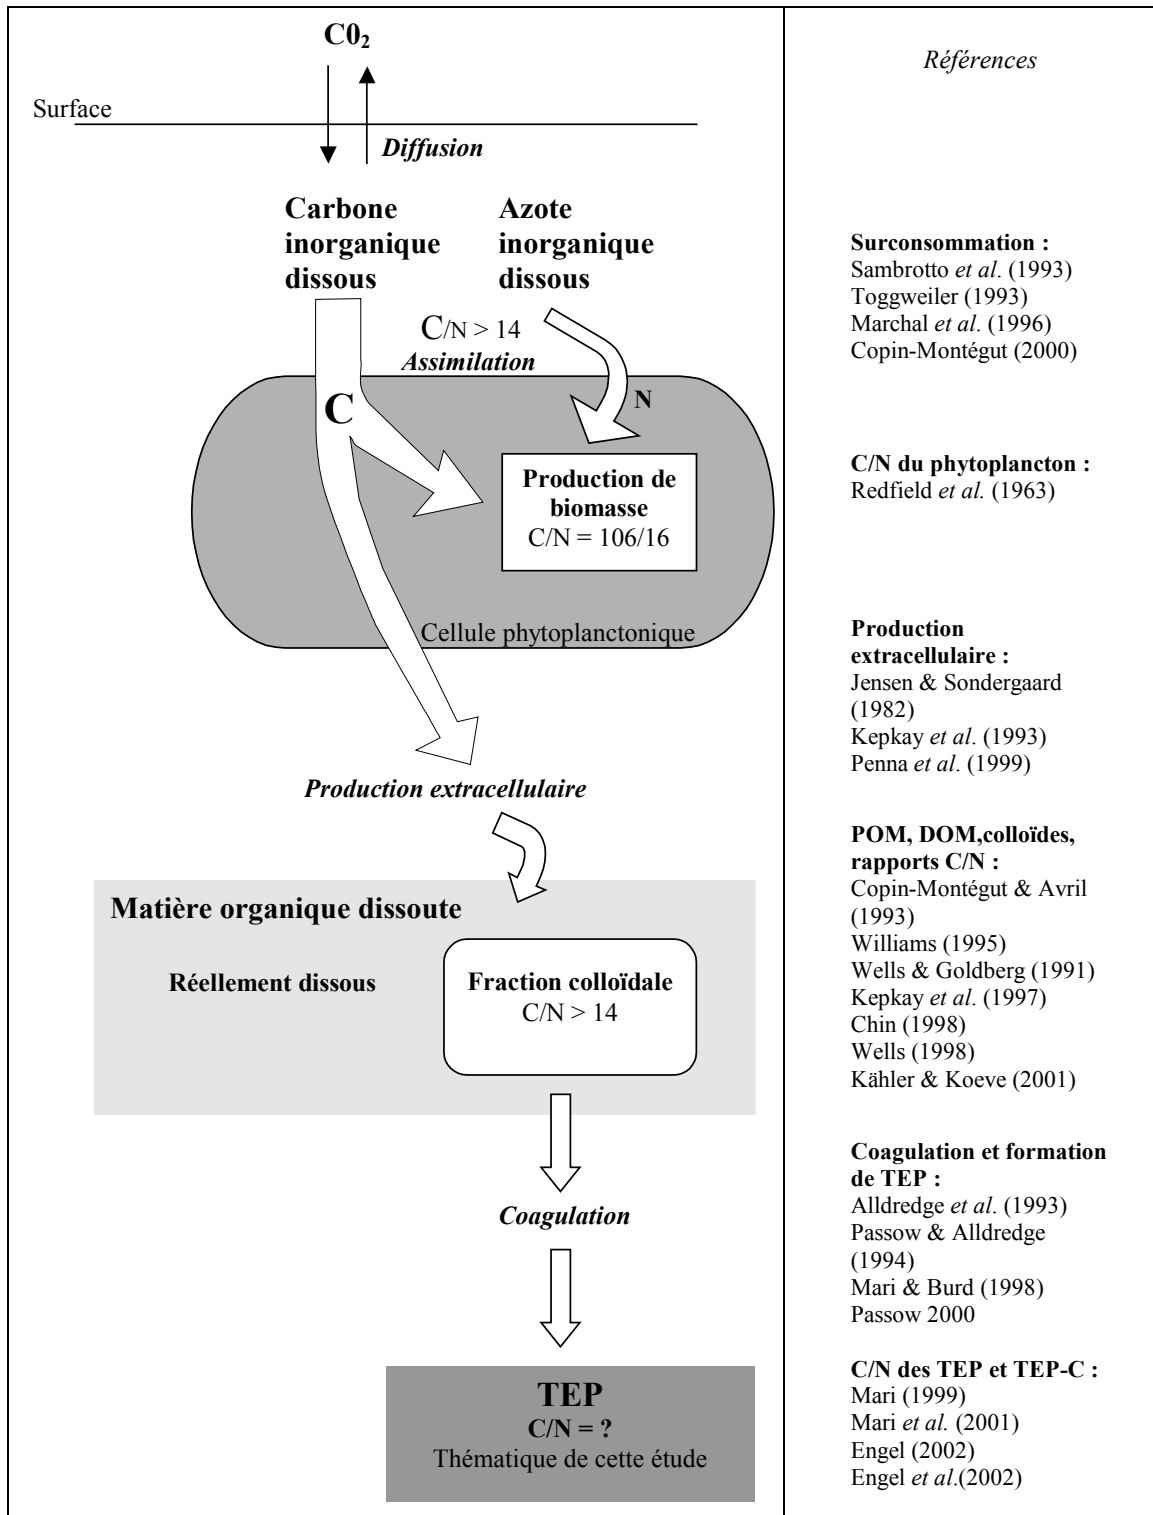 C0₂
Surface
Diffusion
Carbone
inorganique
dissous
Azote
inorganique
dissous
C/N > 14
Assimilation
C
N
Production de
biomasse
C/N = 106/16
Cellule phytoplanctonique
Production extracellulaire
Matière organique dissoute
Réellement dissous
Fraction colloïdale
C/N > 14
Coagulation
TEP
C/N = ?
Thématique de cette étude
Références
Surconsommation :
Sambrotto et al. (1993)
Toggweiler (1993)
Marchal et al. (1996)
Copin-Montégut (2000)
C/N du phytoplancton :
Redfield et al. (1963)
Production
extracellulaire :
Jensen & Sondergaard
(1982)
Kepkay et al. (1993)
Penna et al. (1999)
POM, DOM,colloïdes,
rapports C/N :
Copin-Montégut & Avril
(1993)
Williams (1995)
Wells & Goldberg (1991)
Kepkay et al. (1997)
Chin (1998)
Wells (1998)
Kähler & Koeve (2001)
Coagulation et formation
de TEP :
Alldredge et al. (1993)
Passow & Alldredge
(1994)
Mari & Burd (1998)
Passow 2000
C/N des TEP et TEP-C :
Mari (1999)
Mari et al. (2001)
Engel (2002)
Engel et al.(2002)